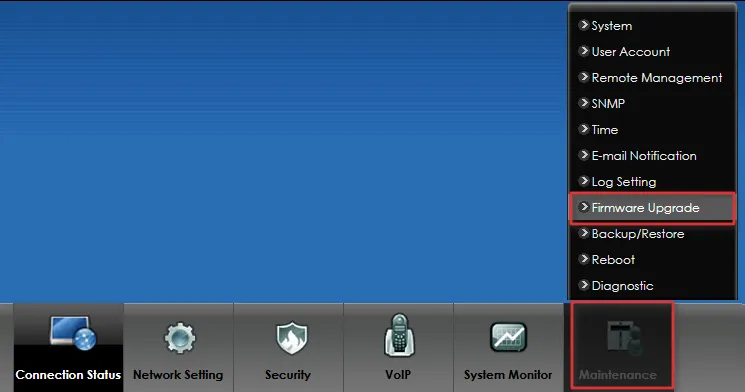 System
User Account
Remote Management
SNMP
Time
E-mail Notification
Log Setting
Firmware Upgrade
Backup/Restore
Reboot
Diagnostic
Connection Status
Network Setting
Security
VoIP
System Monitor
Maintenance